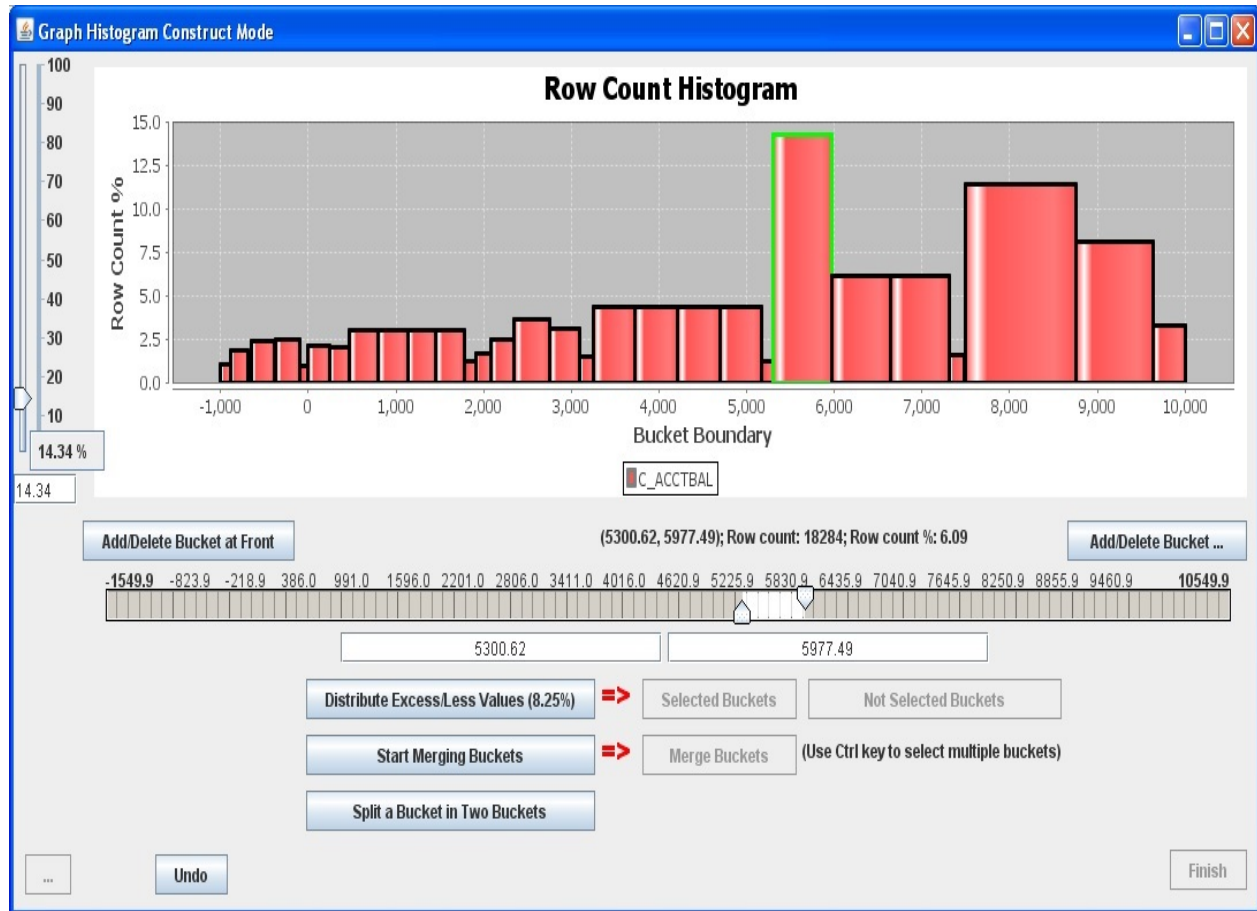 Graph Histogram Construct Mode
100
90
80
70
60
50
40
30
20
10
14.34 %
14.34
Row Count Histogram
Row Count %
15.0
12.5
10.0
7.5
5.0
2.5
0.0
-1,000 0 1,000 2,000 3,000 4,000 5,000 6,000 7,000 8,000 9,000 10,000
Bucket Boundary
C_ACCTBAL
Add/Delete Bucket at Front
(5300.62, 5977.49); Row count: 18284; Row count %: 6.09
Add/Delete Bucket ...
-1549.9 -823.9 -218.9 386.0 991.0 1596.0 2201.0 2806.0 3411.0 4016.0 4620.9 5225.9 5830.9 6435.9 7040.9 7645.9 8250.9 8855.9 9460.9 10549.9
5300.62
5977.49
Distribute Excess/Less Values (8.25%) => Selected Buckets Not Selected Buckets
Start Merging Buckets => Merge Buckets (Use Ctrl key to select multiple buckets)
Split a Bucket in Two Buckets
... Undo Finish